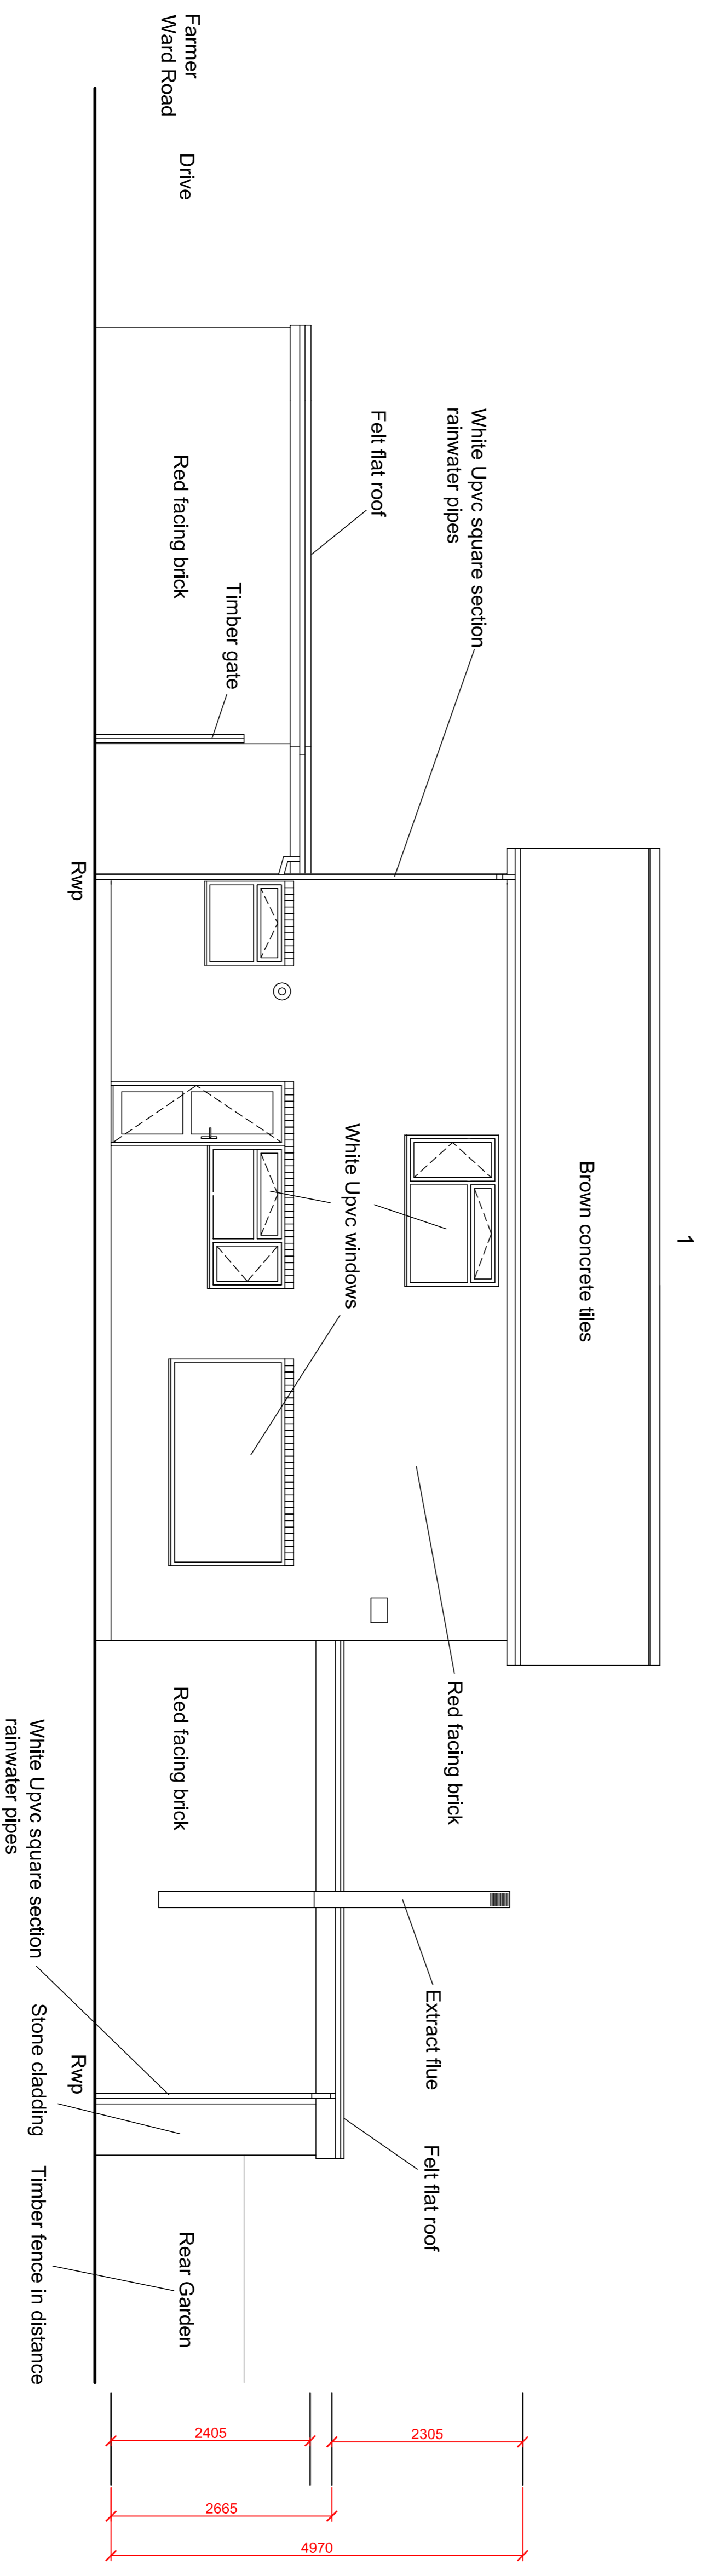 1
Brown concrete tiles
White Upvc square section
rainwater pipes
Felt flat roof
Red facing brick
Timber gate
Farmer
Ward Road
Drive
Rwp
White Upvc windows
Red facing brick
Red facing brick
Extract flue
Felt flat roof
Rear Garden
Rwp
White Upvc square section
rainwater pipes
Stone cladding
Timber fence in distance
2405
2305
2665
4970